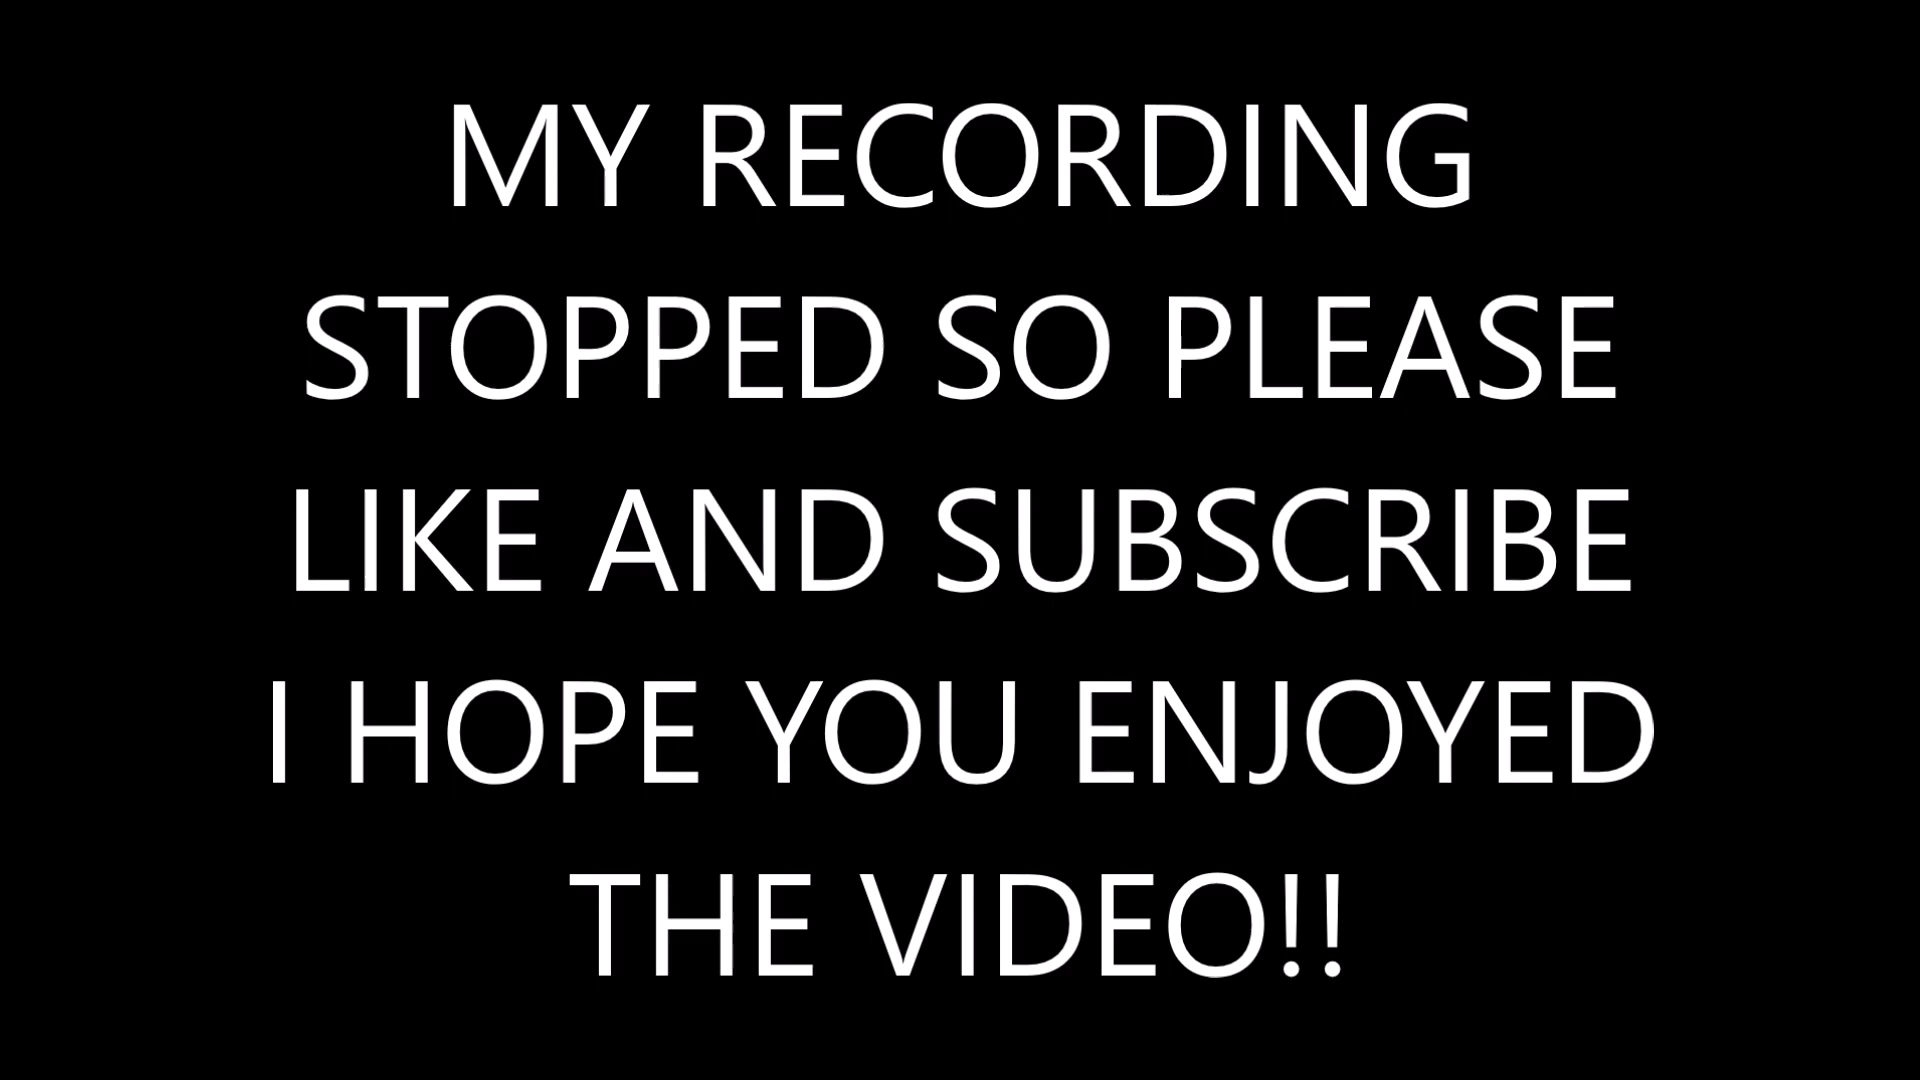 MY RECORDING
STOPPED SO PLEASE
LIKE AND SUBSCRIBE
I HOPE YOU ENJOYED
THE VIDEO!!